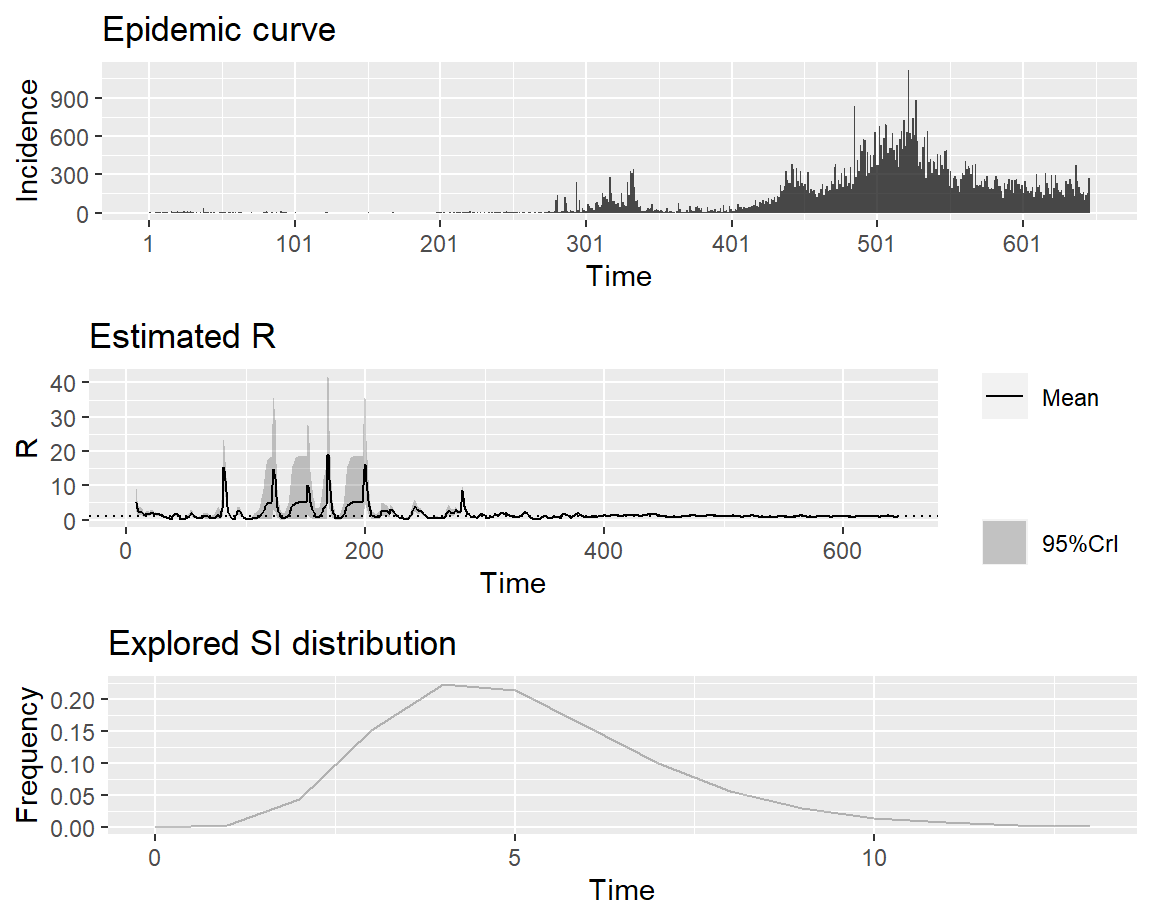 Epidemic curve
Incidence
900
600
300
0
1 101 201 301 401 501 601
Time
Estimated R
R
40
30
20
10
0
0 200 400 600
Time
Mean
95%CrI
Explored SI distribution
Frequency
0.20
0.15
0.10
0.05
0.00
0 5 10
Time